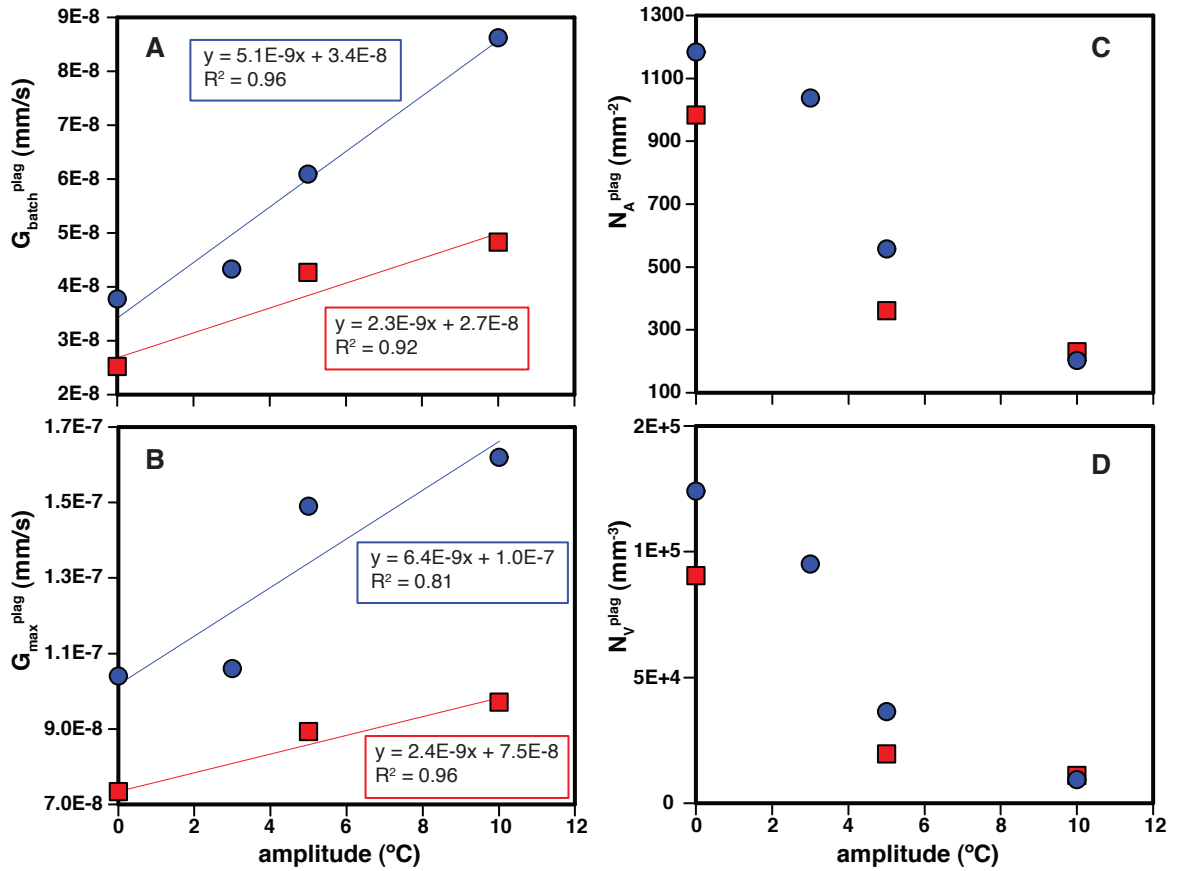 A
G_batch^plag (mm/s)
9E-8
8E-8
7E-8
6E-8
5E-8
4E-8
3E-8
2E-8
y = 5.1E-9x + 3.4E-8
R² = 0.96
y = 2.3E-9x + 2.7E-8
R² = 0.92
B
G_max^plag (mm/s)
1.7E-7
1.5E-7
1.3E-7
1.1E-7
9.0E-8
7.0E-8
y = 6.4E-9x + 1.0E-7
R² = 0.81
y = 2.4E-9x + 7.5E-8
R² = 0.96
0 2 4 6 8 10 12
amplitude (ºC)
C
N_A^plag (mm⁻²)
1300
1100
900
700
500
300
100
D
N_V^plag (mm⁻³)
2E+5
1E+5
5E+4
0
0 2 4 6 8 10 12
amplitude (ºC)